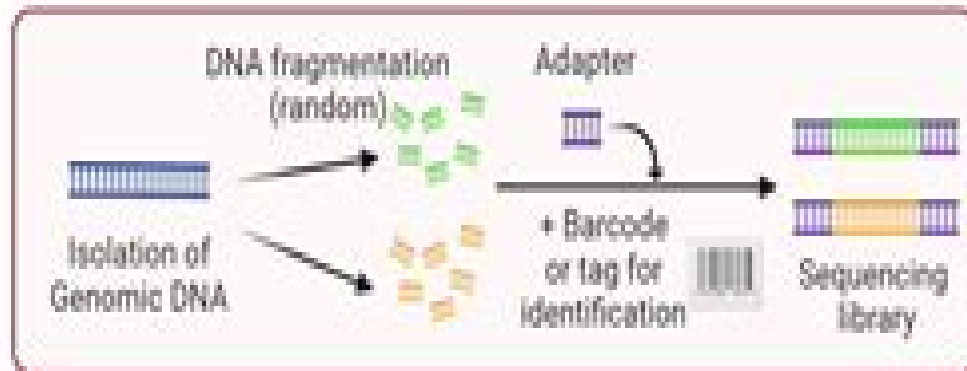 DNA fragmentation
(random)
Adapter
Isolation of
Genomic DNA
+ Barcode
or tag for
identification
Sequencing
library